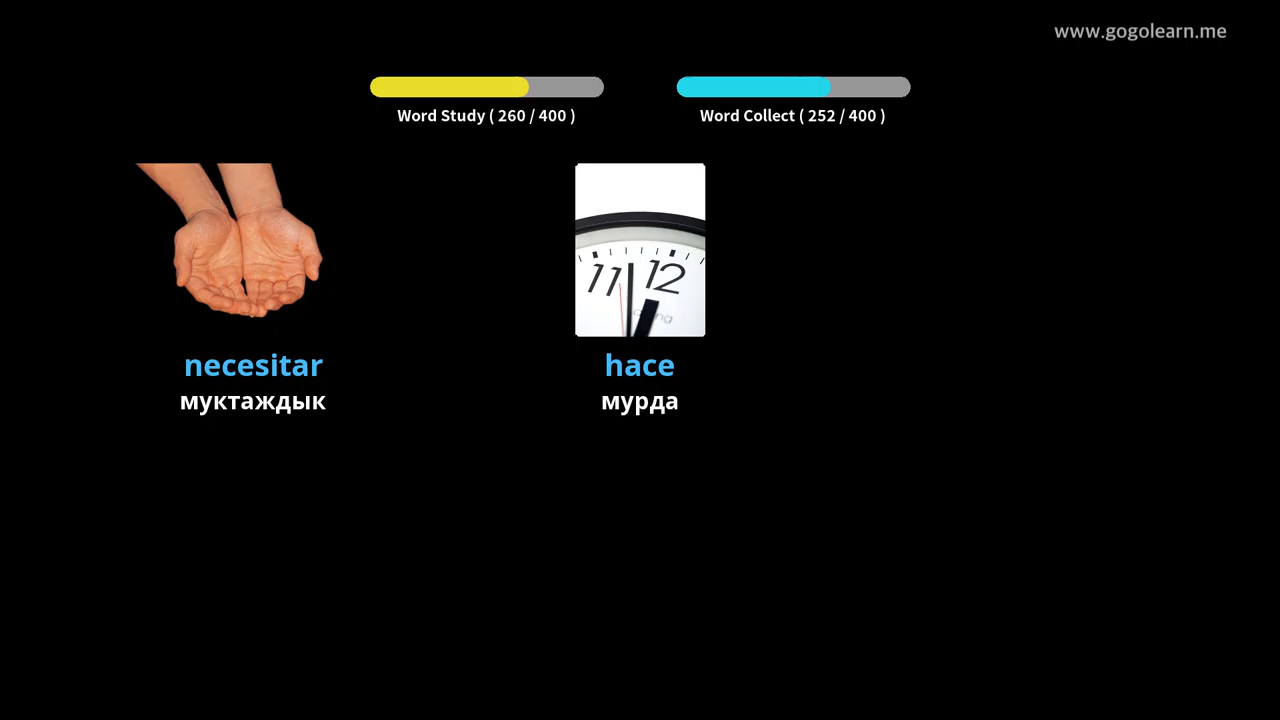 www.gogolearn.me
Word Study ( 260 / 400 )
Word Collect ( 252 / 400 )
11 12
necesitar
муктаждык
hace
мурда